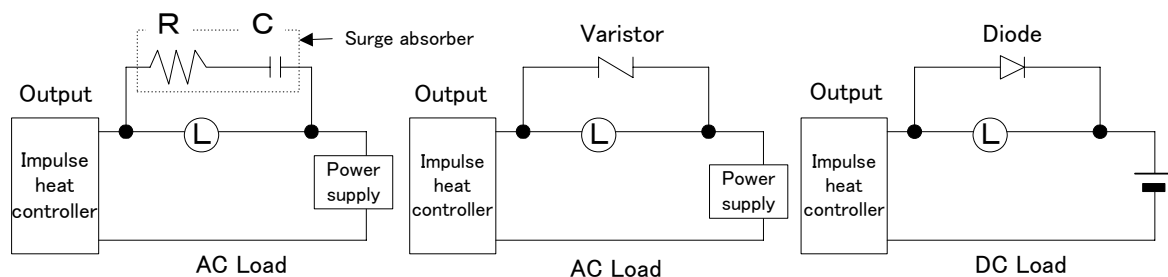 R C
Surge absorber
Output
L
Impulse
heat
controller
Power
supply
AC Load
Varistor
Output
L
Impulse
heat
controller
Power
supply
AC Load
Diode
Output
L
Impulse
heat
controller
DC Load